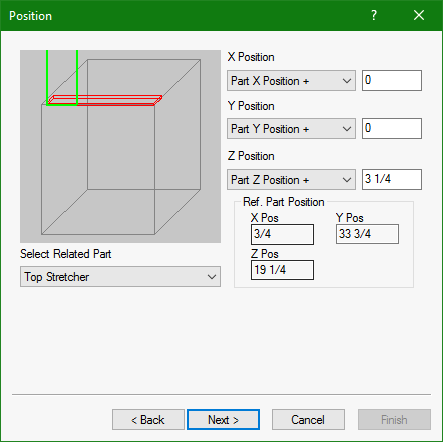 Position
?
X Position
Part X Position +
0
Y Position
Part Y Position +
0
Z Position
Part Z Position +
3 1/4
Ref. Part Position
X Pos
Y Pos
3/4
33 3/4
Z Pos
19 1/4
Select Related Part
Top Stretcher
< Back
Next >
Cancel
Finish